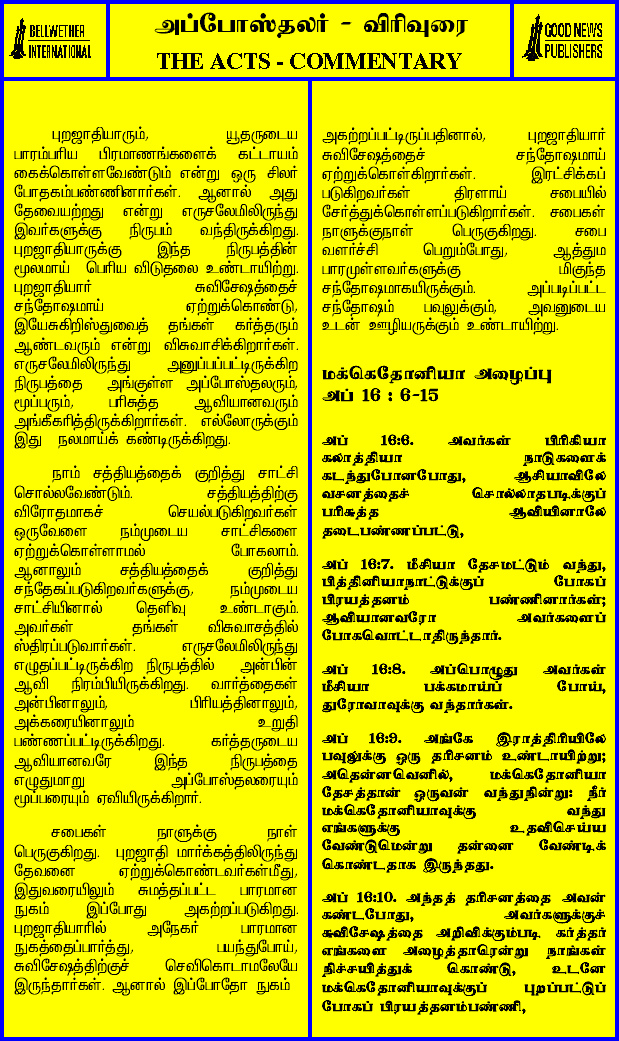 BELLWETHER
INTERNATIONAL
அப்போஸ்தலர் - விரிவுரை
THE ACTS - COMMENTARY
GOOD NEWS
PUBLISHERS
புறஜாதியாரும், யூதருடைய
பாரம்பரிய பிரமாணங்களைக் கட்டாயம்
கைக்கொள்ளவேண்டும் என்று ஒரு சிலர்
போதகம்பண்ணினார்கள். ஆனால் அது
தேவையற்றது என்று எருசலேமிலிருந்து
இவர்களுக்கு நிருபம் வந்திருக்கிறது.
புறஜாதியாருக்கு இந்த நிருபத்தின்
மூலமாய் பெரிய விடுதலை உண்டாயிற்று.
புறஜாதியார் சுவிசேஷத்தைச்
சந்தோஷமாய் ஏற்றுக்கொண்டு,
இயேசுகிறிஸ்துவைத் தங்கள் கர்த்தரும்
ஆண்டவரும் என்று விசுவாசிக்கிறார்கள்.
எருசலேமிலிருந்து அனுப்பப்பட்டிருக்கிற
நிருபத்தை அங்குள்ள அப்போஸ்தலரும்,
மூப்பரும், பரிசுத்த ஆவியானவரும்
அங்கீகரித்திருக்கிறார்கள். எல்லோருக்கும்
இது நலமாய்க் கண்டிருக்கிறது.
நாம் சத்தியத்தைக் குறித்து சாட்சி
சொல்லவேண்டும். சத்தியத்திற்கு
விரோதமாகச் செயல்படுகிறவர்கள்
ஒருவேளை நம்முடைய சாட்சிகளை
ஏற்றுக்கொள்ளாமல் போகலாம்.
ஆனாலும் சத்தியத்தைக் குறித்து
சந்தேகப்படுகிறவர்களுக்கு, நம்முடைய
சாட்சியினால் தெளிவு உண்டாகும்.
அவர்கள் தங்கள் விசுவாசத்தில்
ஸ்திரப்படுவார்கள். எருசலேமிலிருந்து
எழுதப்பட்டிருக்கிற நிருபத்தில் அன்பின்
ஆவி நிரம்பியிருக்கிறது. வார்த்தைகள்
அன்பினாலும், பிரியத்தினாலும்,
அக்கரையினாலும் உறுதி
பண்ணப்பட்டிருக்கிறது. கர்த்தருடைய
ஆவியானவரே இந்த நிருபத்தை
எழுதுமாறு அப்போஸ்தலரையும்
மூப்பரையும் ஏவியிருக்கிறார்.
சபைகள் நாளுக்கு நாள்
பெருகுகிறது. புறஜாதி மார்க்கத்திலிருந்து
தேவனை ஏற்றுக்கொண்டவர்கள்மீது,
இதுவரையிலும் சுமத்தப்பட்ட பாரமான
நுகம் இப்போது அகற்றப்படுகிறது.
புறஜாதியாரில் அநேகர் பாரமான
நுகத்தைப்பார்த்து, பயந்துபோய்,
சுவிசேஷத்திற்குச் செவிகொடாமலேயே
இருந்தார்கள். ஆனால் இப்போதோ நுகம்
அகற்றப்பட்டிருப்பதினால், புறஜாதியார்
சுவிசேஷத்தைச் சந்தோஷமாய்
ஏற்றுக்கொள்கிறார்கள். இரட்சிக்கப்
படுகிறவர்கள் திரளாய் சபையில்
சேர்த்துக்கொள்ளப்படுகிறார்கள். சபைகள்
நாளுக்குநாள் பெருகுகிறது. சபை
வளர்ச்சி பெறும்போது, ஆத்தும
பாரமுள்ளவர்களுக்கு மிகுந்த
சந்தோஷமாகயிருக்கும். அப்படிப்பட்ட
சந்தோஷம் பவுலுக்கும், அவனுடைய
உடன் ஊழியருக்கும் உண்டாயிற்று.
மக்கெதோனியா அழைப்பு
அப் 16 : 6-15
அப் 16:6. அவர்கள் பிரிகியா
கலாத்தியா நாடுகளைக்
கடந்துபோனபோது, ஆசியாவிலே
வசனத்தைச் சொல்லாதபடிக்குப்
பரிசுத்த ஆவியினாலே
தடைபண்ணப்பட்டு,
அப் 16:7. மீசியா தேசமட்டும் வந்து,
பித்தினியாநாட்டுக்குப் போகப்
பிரயத்தனம் பண்ணினார்கள்;
ஆவியானவரோ அவர்களைப்
போகவொட்டாதிருந்தார்.
அப் 16:8. அப்பொழுது அவர்கள்
மீசியா பக்கமாய்ப் போய்,
துரோவாவுக்கு வந்தார்கள்.
அப் 16:9. அங்கே இராத்திரியிலே
பவுலுக்கு ஒரு தரிசனம் உண்டாயிற்று;
அதென்னவெனில், மக்கெதோனியா
தேசத்தான் ஒருவன் வந்துநின்று: நீர்
மக்கெதோனியாவுக்கு வந்து
எங்களுக்கு உதவிசெய்ய
வேண்டுமென்று தன்னை வேண்டிக்
கொண்டதாக இருந்தது.
அப் 16:10. அந்தத் தரிசனத்தை அவன்
கண்டபோது, அவர்களுக்குச்
சுவிசேஷத்தை அறிவிக்கும்படி கர்த்தர்
எங்களை அழைத்தாரென்று நாங்கள்
நிச்சயித்துக் கொண்டு, உடனே
மக்கெதோனியாவுக்குப் புறப்பட்டுப்
போகப் பிரயத்தனம்பண்ணி,